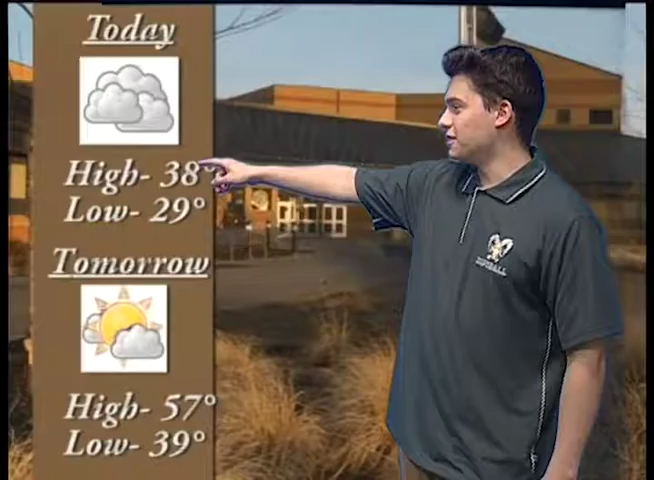 Today
High- 38°
Low- 29°
Tomorrow
High- 57°
Low- 39°